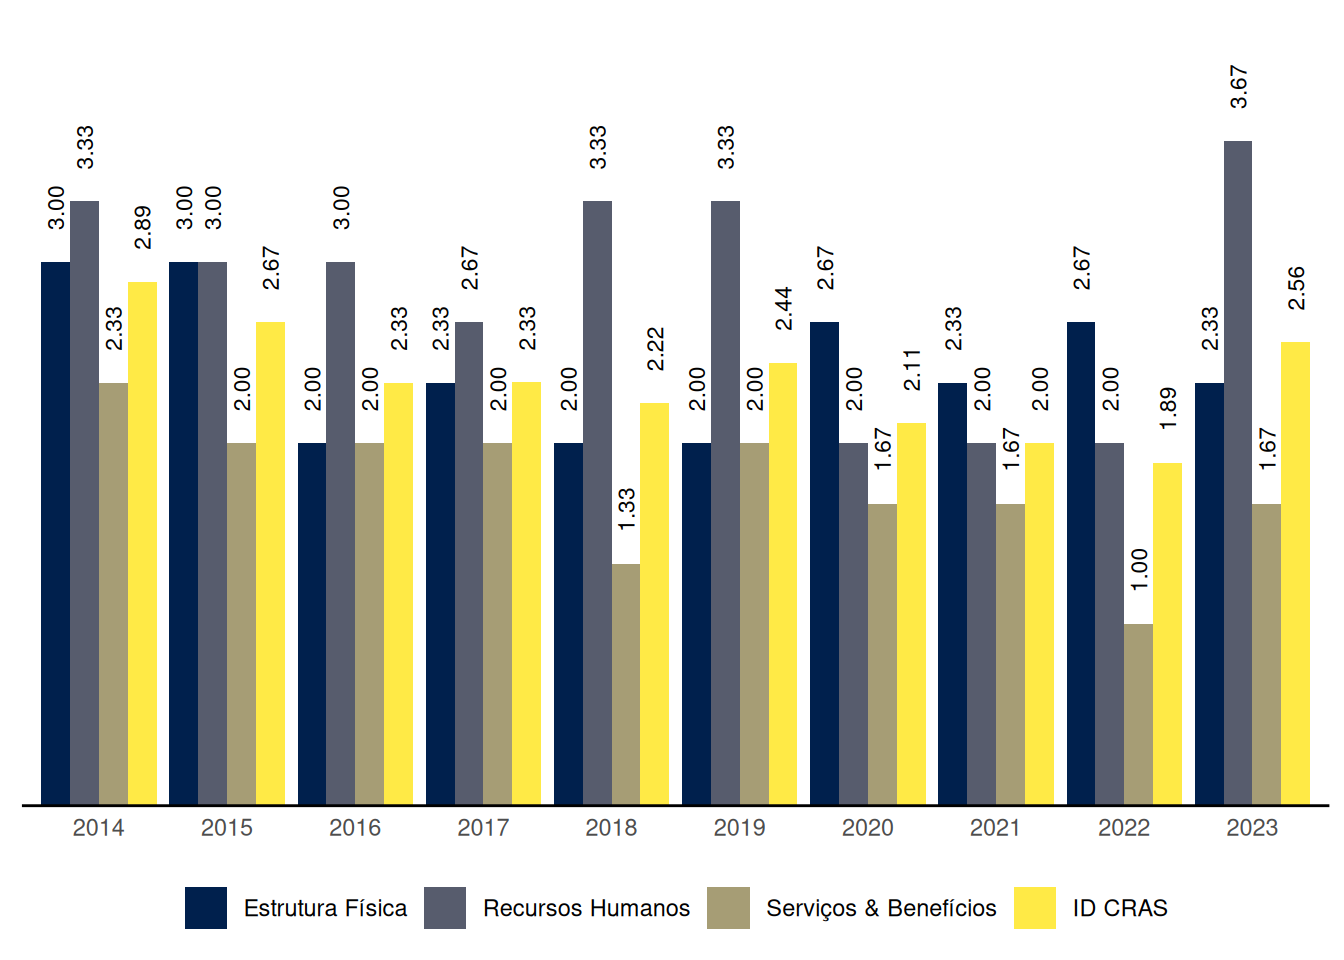 3.00 3.33 2.33 2.89
3.00 3.00 2.00 2.67
2.00 3.00 2.00 2.33
2.33 2.67 2.00 2.33
2.00 3.33 1.33 2.22
2.00 3.33 2.00 2.44
2.67 2.00 1.67 2.11
2.33 2.00 1.67 2.00
2.67 2.00 1.00 1.89
2.33 3.67 1.67 2.56
2014 2015 2016 2017 2018 2019 2020 2021 2022 2023
Estrutura Física Recursos Humanos Serviços & Benefícios ID CRAS